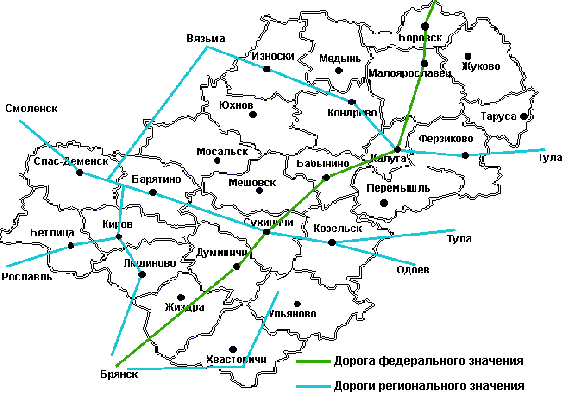 Боровск
Вязьма
Износки
Медынь
Жуково
Малоярославец
Смоленск
Юхнов
Кондрово
Таруса
Ферзиково
Мосальск
Спас-Деменск
Бабынино
Калуга
Тула
Барятино
Мещовск
Перемышль
Киров
Сухиничи
Козельск
Бетлица
Тула
Думиничи
Людиново
Одоев
Рославль
Жиздра
Ульяново
Хвастовичи
Дорога федерального значения
Брянск
Дороги регионального значения